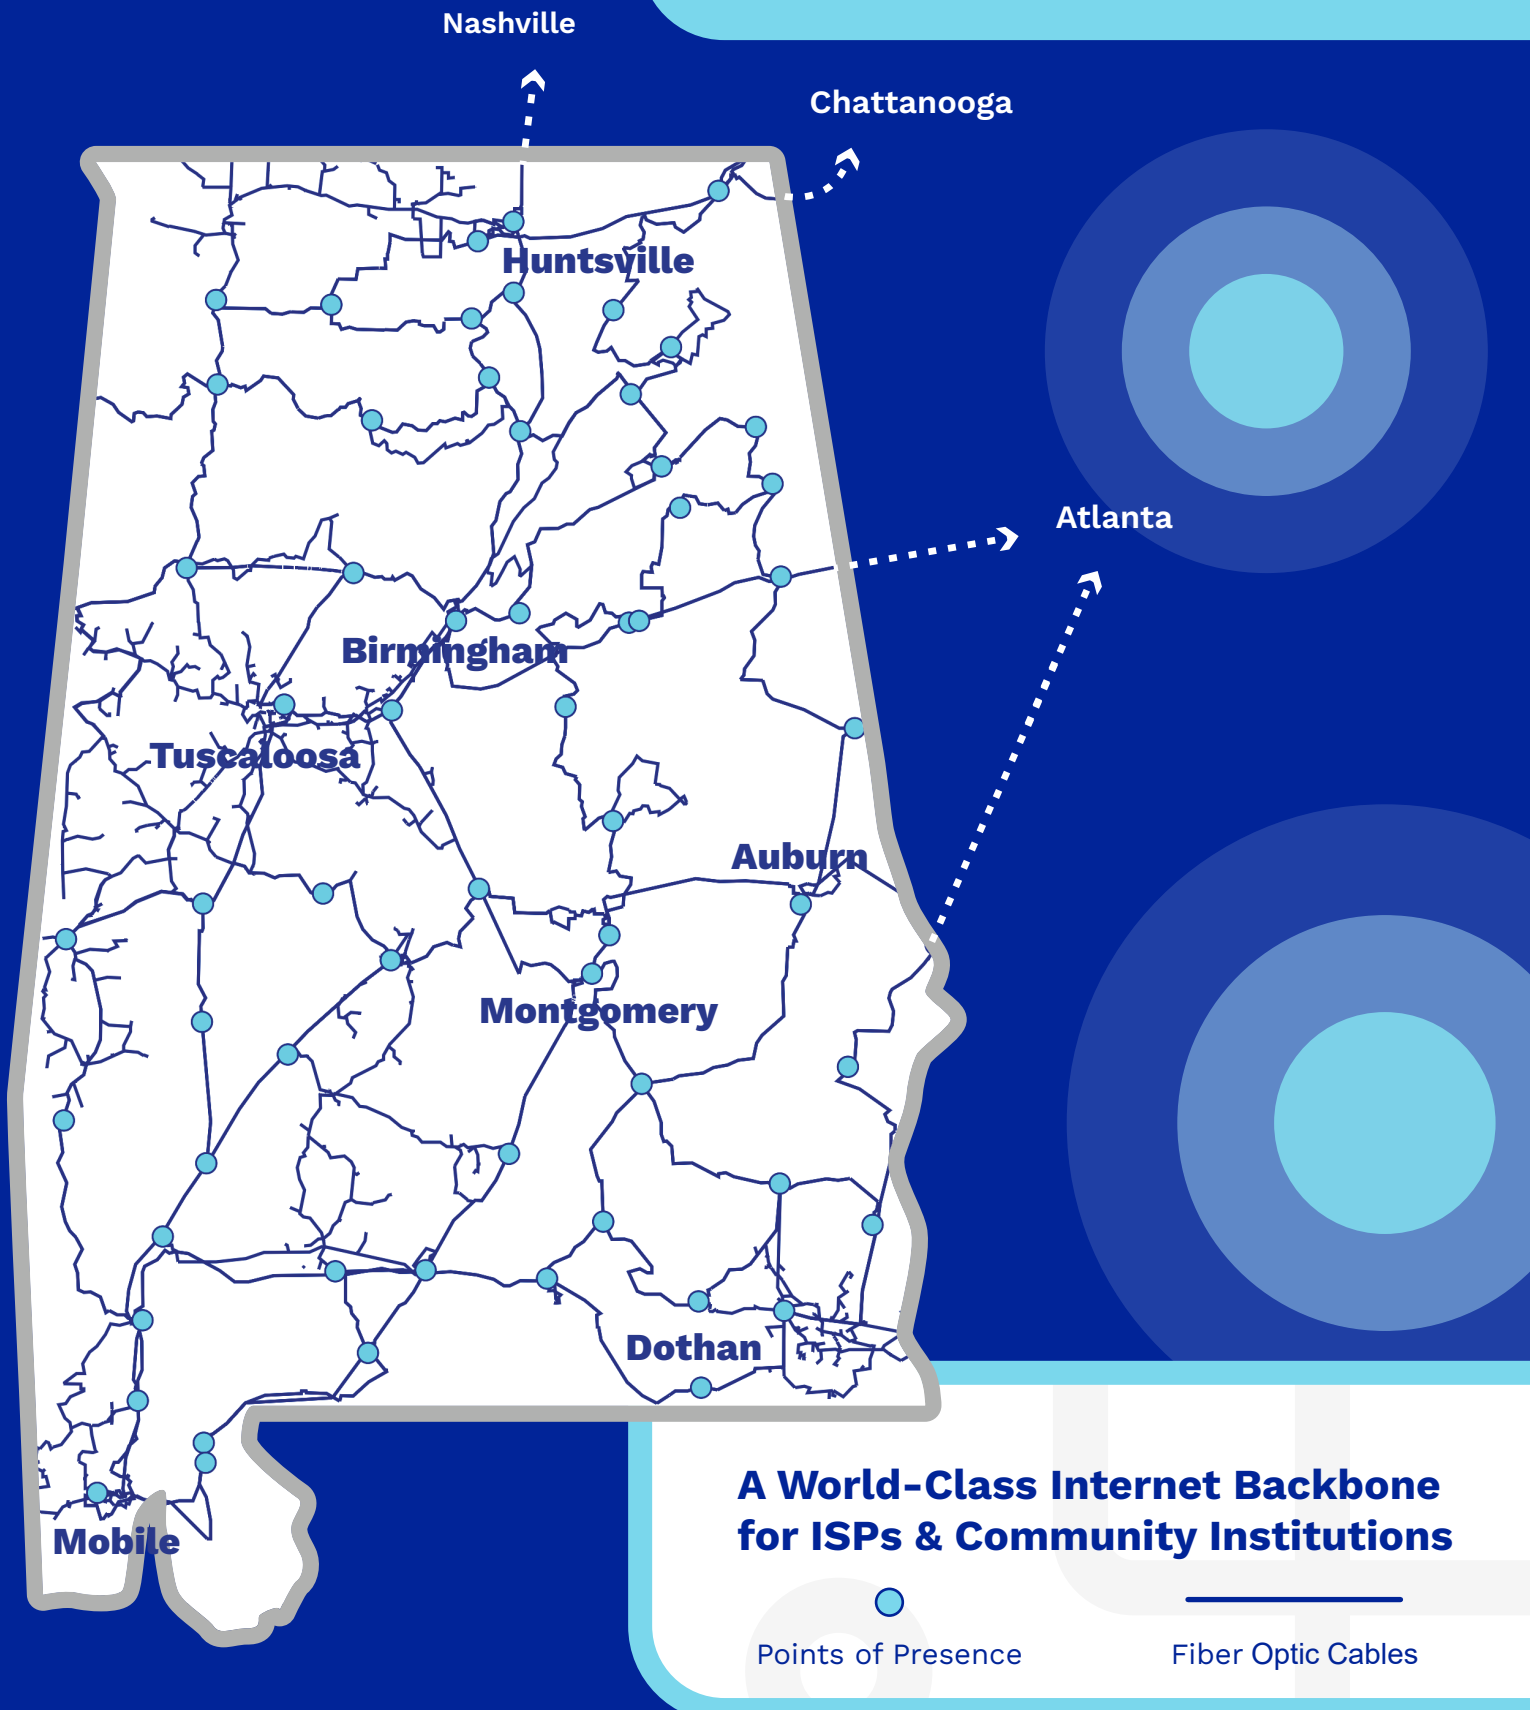 Nashville
Chattanooga
Huntsville
Atlanta
Birmingham
Tuscaloosa
Auburn
Montgomery
Dothan
Mobile
A World-Class Internet Backbone
for ISPs & Community Institutions
Points of Presence
Fiber Optic Cables